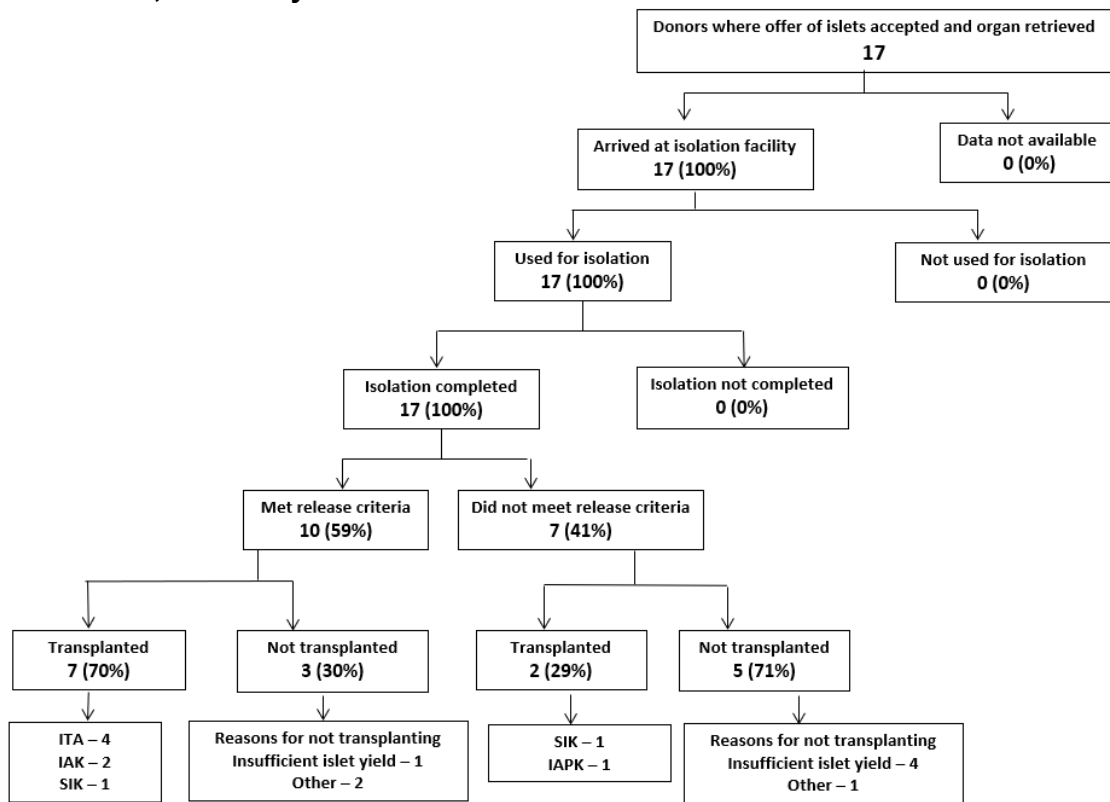 Donors where offer of islets accepted and organ retrieved
17
Arrived at isolation facility
17 (100%)
Data not available
0 (0%)
Used for isolation
17 (100%)
Not used for isolation
0 (0%)
Isolation completed
17 (100%)
Isolation not completed
0 (0%)
Met release criteria
10 (59%)
Did not meet release criteria
7 (41%)
Transplanted
7 (70%)
Not transplanted
3 (30%)
Transplanted
2 (29%)
Not transplanted
5 (71%)
ITA – 4
IAK – 2
SIK – 1
Reasons for not transplanting
Insufficient islet yield – 1
Other – 2
SIK – 1
IAPK – 1
Reasons for not transplanting
Insufficient islet yield – 4
Other – 1